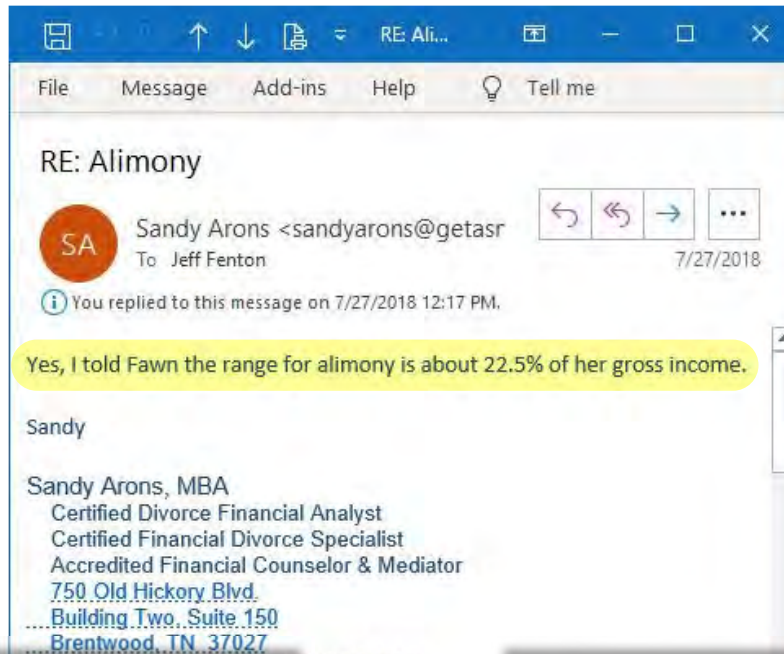 RE: Ali...
File Message Add-ins Help Tell me
RE: Alimony
SA
Sandy Arons <sandyarons@getasr
To Jeff Fenton
7/27/2018
You replied to this message on 7/27/2018 12:17 PM.
Yes, I told Fawn the range for alimony is about 22.5% of her gross income.
Sandy
Sandy Arons, MBA
Certified Divorce Financial Analyst
Certified Financial Divorce Specialist
Accredited Financial Counselor & Mediator
750 Old Hickory Blvd.
Building Two, Suite 150
Brentwood, TN 37027